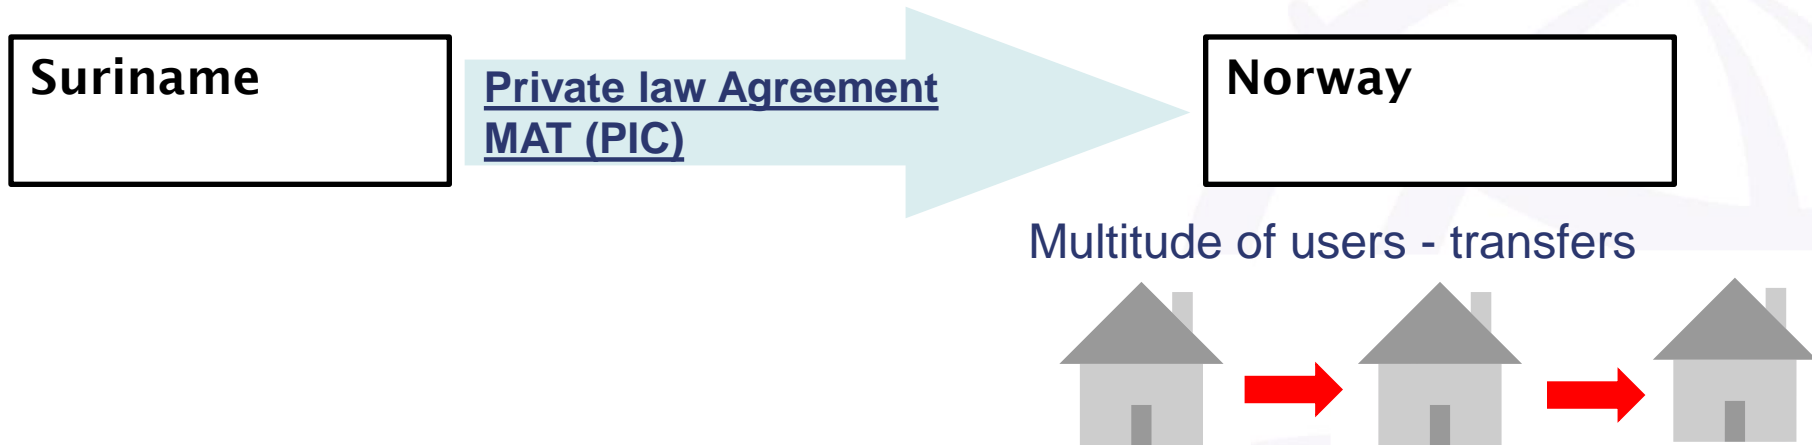 Suriname
Private law Agreement
MAT (PIC)
Norway
Multitude of users - transfers